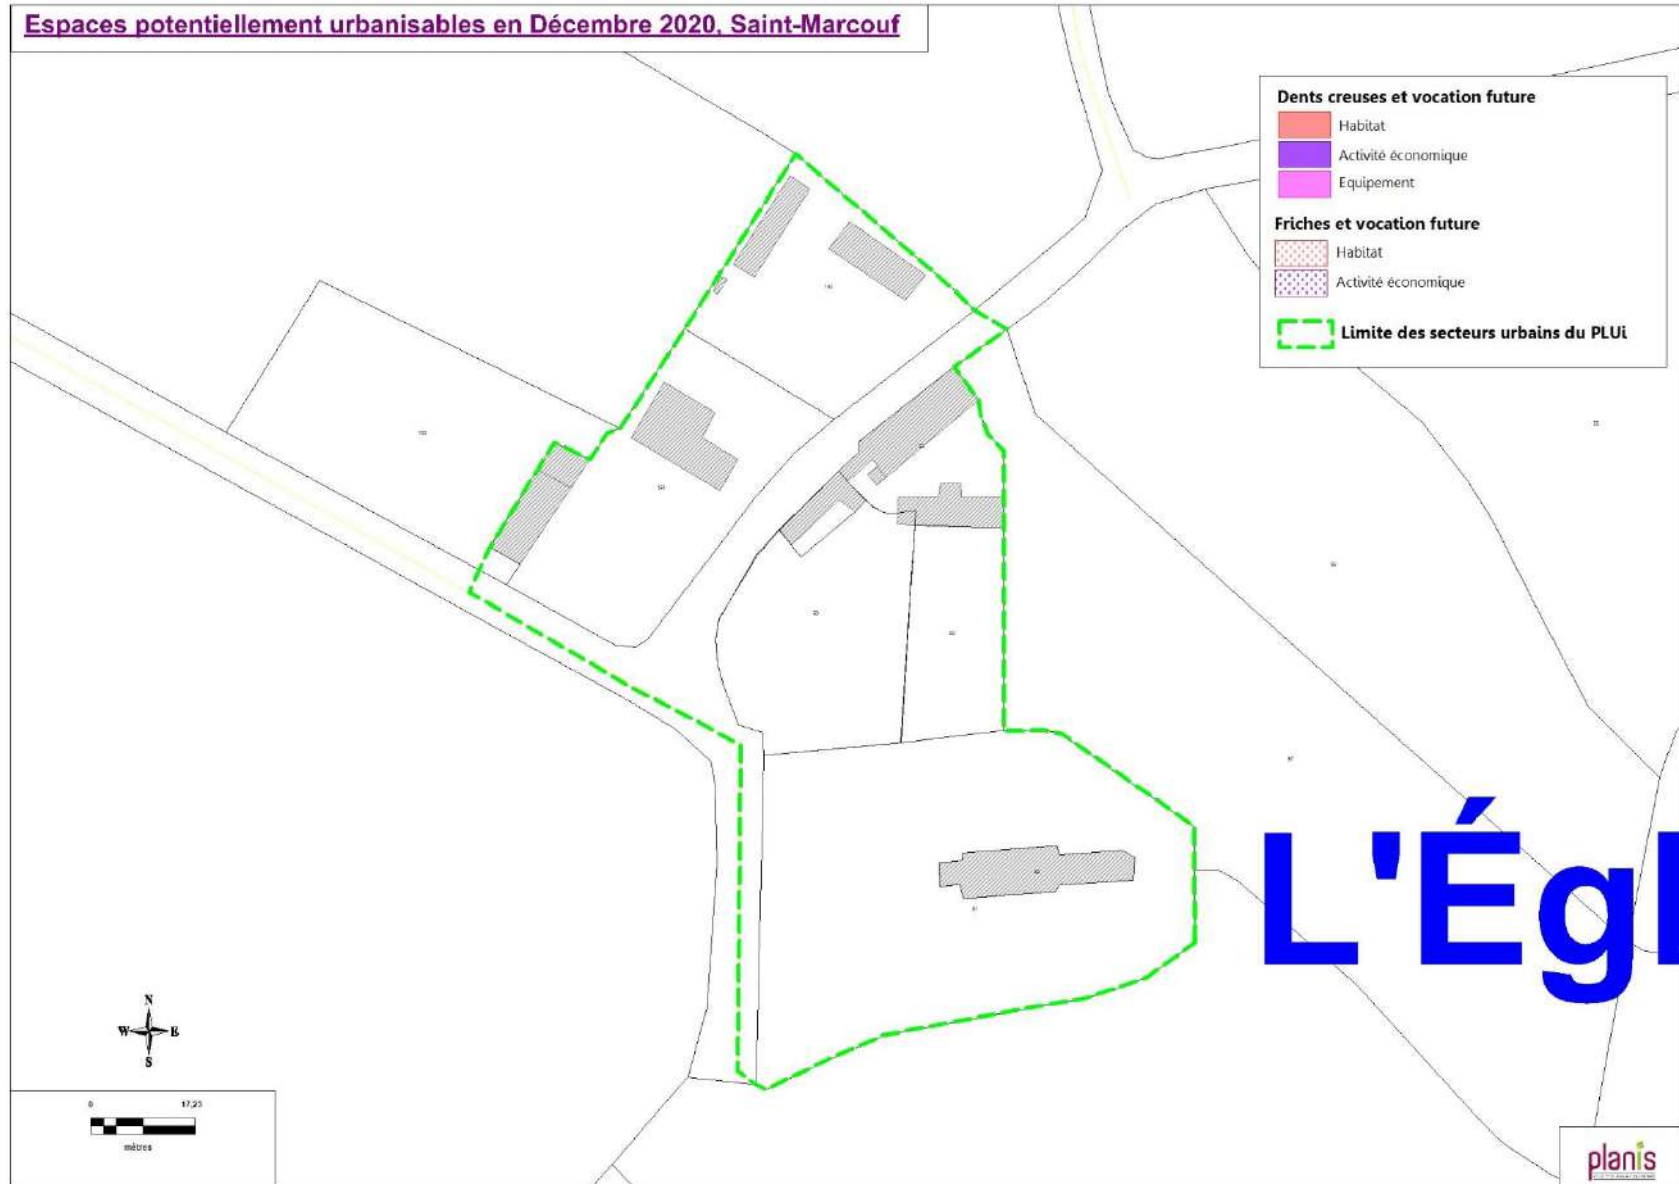 Espaces potentiellement urbanisables en Décembre 2020, Saint-Marcouf
Dents creuses et vocation future
Habitat
Activité économique
Equipement
Friches et vocation future
Habitat
Activité économique
Limite des secteurs urbains du PLUi
L'Égl
N
W E
S
0 17,25
mètres
planis